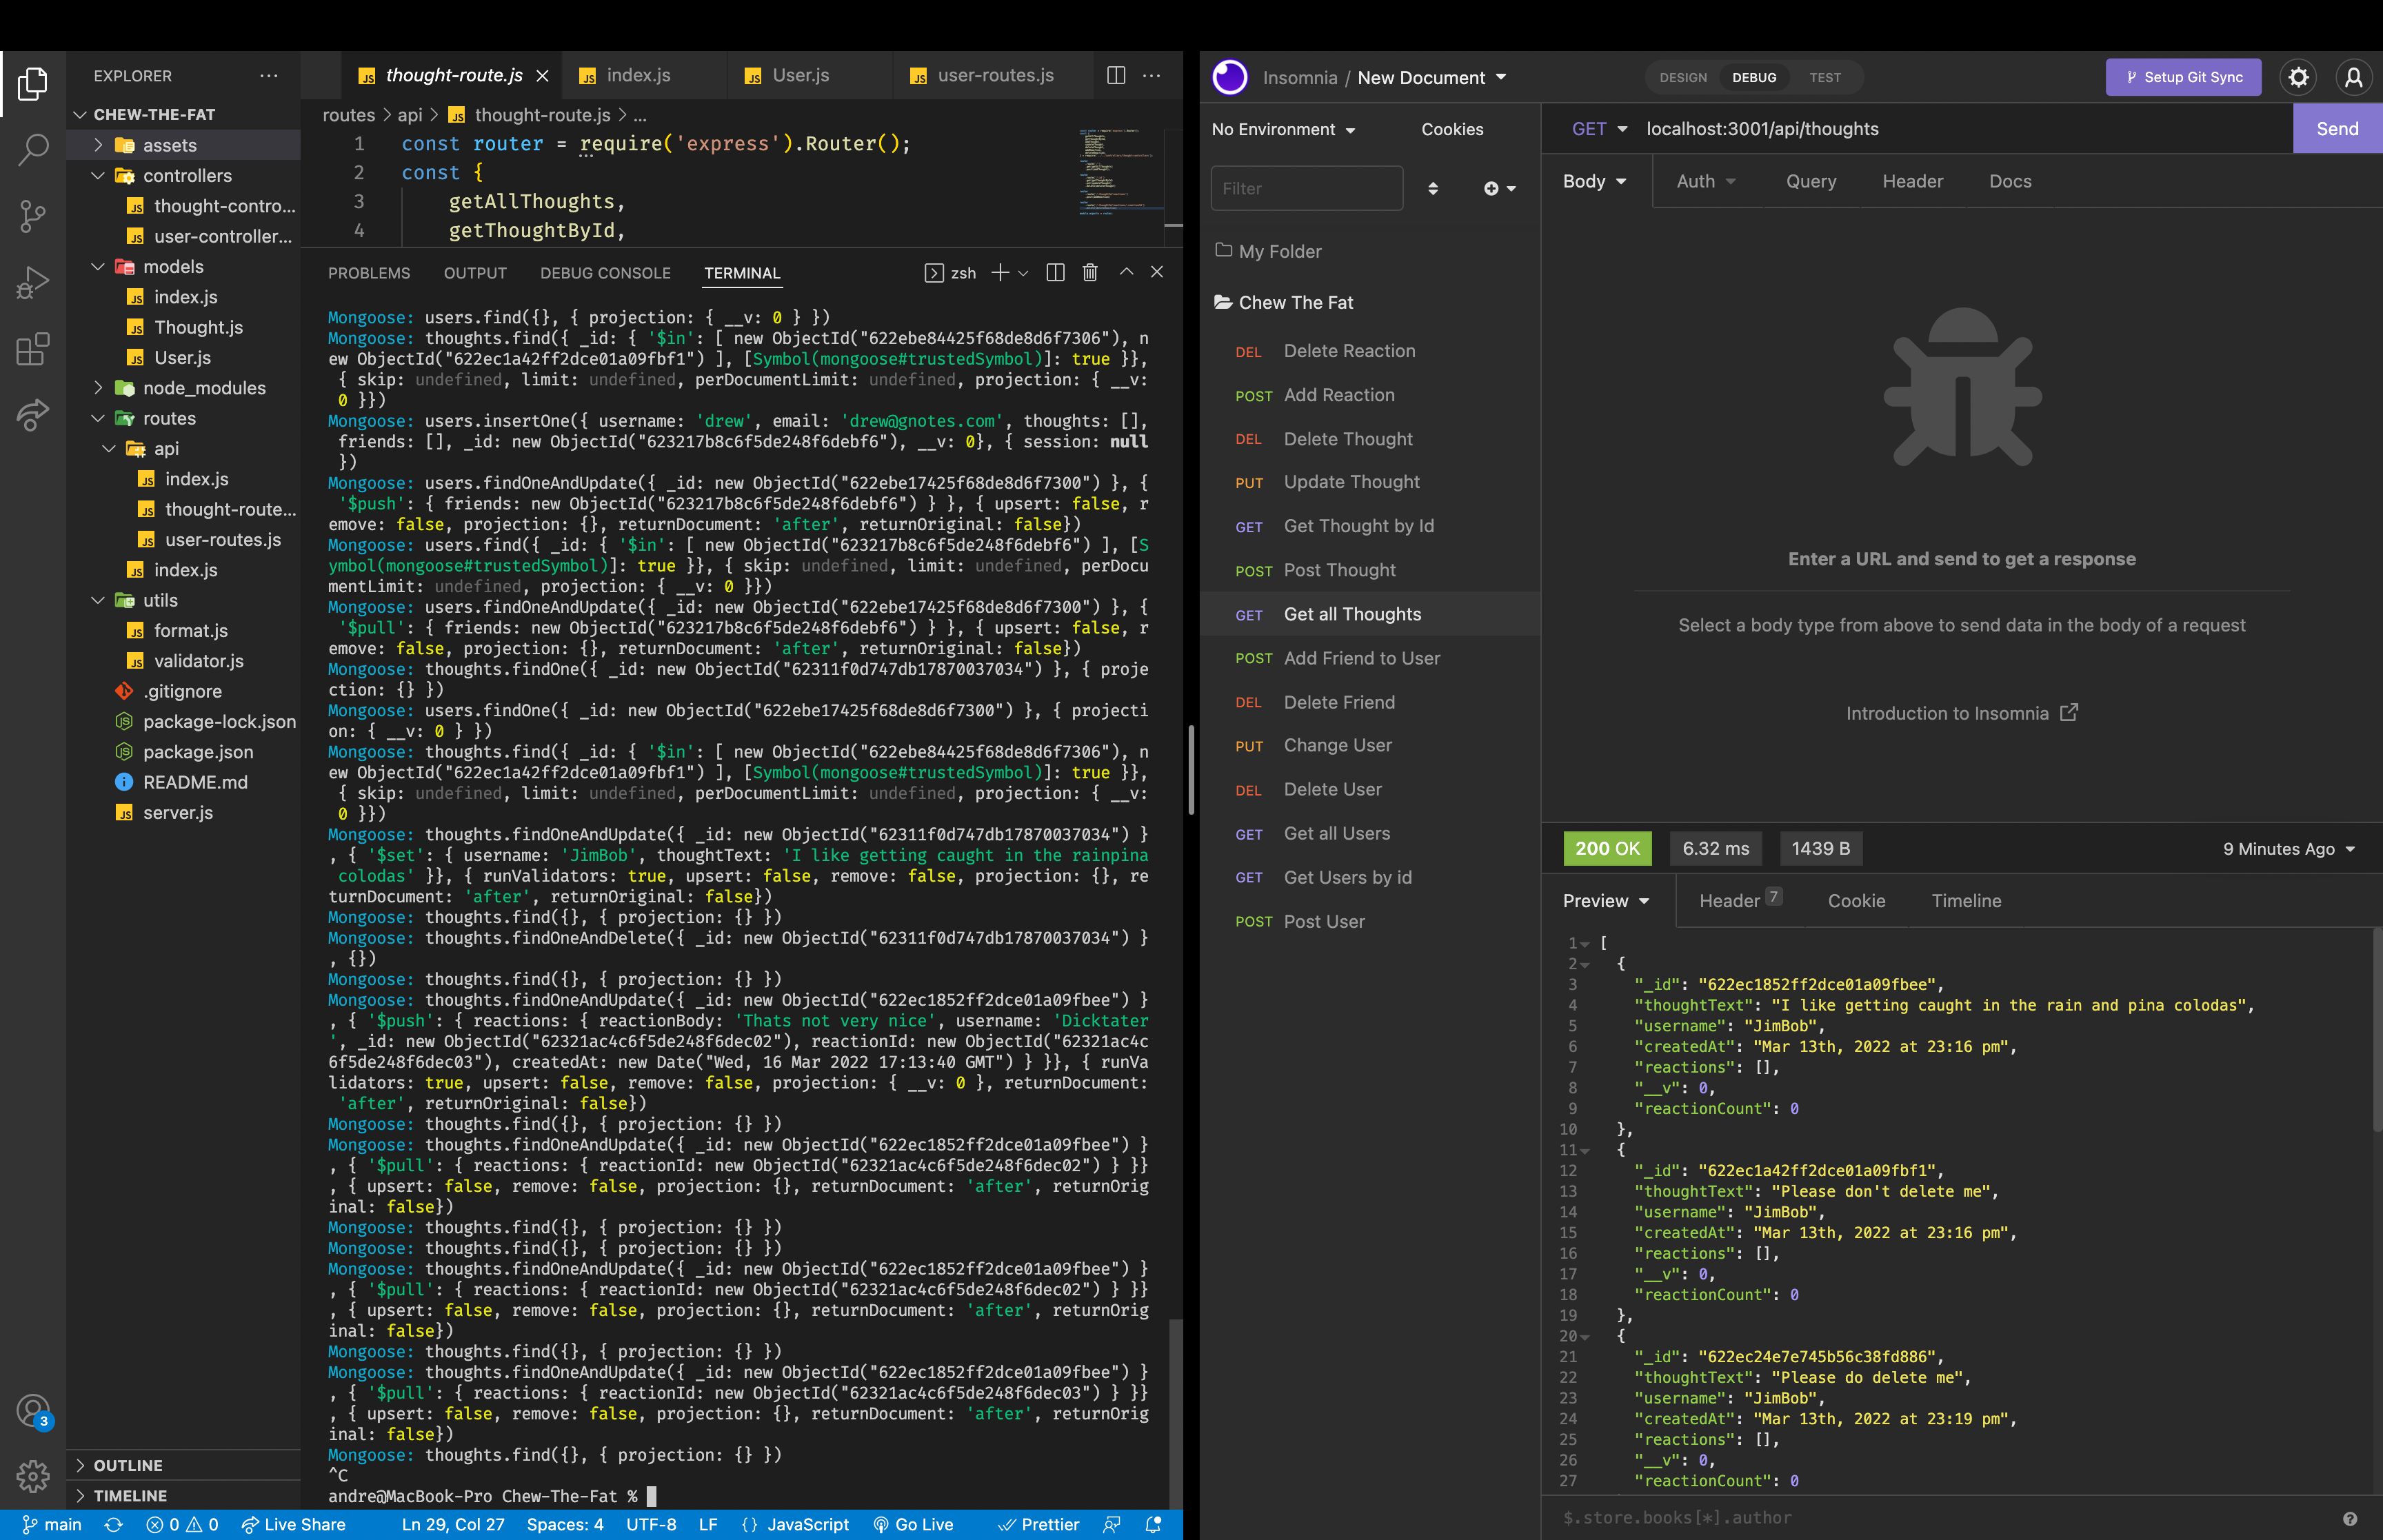 EXPLORER
CHEW-THE-FAT
assets
controllers
thought-contro...
user-controller...
models
index.js
Thought.js
User.js
node_modules
routes
api
index.js
thought-route...
user-routes.js
index.js
utils
format.js
validator.js
.gitignore
package-lock.json
package.json
README.md
server.js
OUTLINE
TIMELINE
3
thought-route.js
index.js
User.js
user-routes.js
routes > api > thought-route.js > ...
1 const router = require('express').Router();
2 const {
3 getAllThoughts,
4 getThoughtById,
PROBLEMS OUTPUT DEBUG CONSOLE TERMINAL zsh
Mongoose: users.find({}, { projection: { __v: 0 } })
Mongoose: thoughts.find({ _id: { '$in': [ new ObjectId("622ebe84425f68de8d6f7306"), n
ew ObjectId("622ec1a42ff2dce01a09fbf1") ], [Symbol(mongoose#trustedSymbol)]: true }},
{ skip: undefined, limit: undefined, perDocumentLimit: undefined, projection: { __v:
0 }})
Mongoose: users.insertOne({ username: 'drew', email: 'drew@gnotes.com', thoughts: [],
friends: [], _id: new ObjectId("623217b8c6f5de248f6debf6"), __v: 0}, { session: null
})
Mongoose: users.findOneAndUpdate({ _id: new ObjectId("622ebe17425f68de8d6f7300") }, {
'$push': { friends: new ObjectId("623217b8c6f5de248f6debf6") } }, { upsert: false, r
emove: false, projection: {}, returnDocument: 'after', returnOriginal: false})
Mongoose: users.find({ _id: { '$in': [ new ObjectId("623217b8c6f5de248f6debf6") ], [S
ymbol(mongoose#trustedSymbol)]: true }}, { skip: undefined, limit: undefined, perDocu
mentLimit: undefined, projection: { __v: 0 }})
Mongoose: users.findOneAndUpdate({ _id: new ObjectId("622ebe17425f68de8d6f7300") }, {
'$pull': { friends: new ObjectId("623217b8c6f5de248f6debf6") } }, { upsert: false, r
emove: false, projection: {}, returnDocument: 'after', returnOriginal: false})
Mongoose: thoughts.findOne({ _id: new ObjectId("62311f0d747db17870037034") }, { proje
ction: {} })
Mongoose: users.findOne({ _id: new ObjectId("622ebe17425f68de8d6f7300") }, { projecti
on: { __v: 0 } })
Mongoose: thoughts.find({ _id: { '$in': [ new ObjectId("622ebe84425f68de8d6f7306"), n
ew ObjectId("622ec1a42ff2dce01a09fbf1") ], [Symbol(mongoose#trustedSymbol)]: true }},
{ skip: undefined, limit: undefined, perDocumentLimit: undefined, projection: { __v:
0 }})
Mongoose: thoughts.findOneAndUpdate({ _id: new ObjectId("62311f0d747db17870037034") }
, { '$set': { username: 'JimBob', thoughtText: 'I like getting caught in the rainpina
colodas' }}, { runValidators: true, upsert: false, remove: false, projection: {}, re
turnDocument: 'after', returnOriginal: false})
Mongoose: thoughts.find({}, { projection: {} })
Mongoose: thoughts.findOneAndDelete({ _id: new ObjectId("62311f0d747db17870037034") }
, {})
Mongoose: thoughts.find({}, { projection: {} })
Mongoose: thoughts.findOneAndUpdate({ _id: new ObjectId("622ec1852ff2dce01a09fbee") }
, { '$push': { reactions: { reactionBody: 'Thats not very nice', username: 'Dicktater
', _id: new ObjectId("62321ac4c6f5de248f6dec02"), reactionId: new ObjectId("62321ac4c
6f5de248f6dec03"), createdAt: new Date("Wed, 16 Mar 2022 17:13:40 GMT") } }}, { runVa
lidators: true, upsert: false, remove: false, projection: { __v: 0 }, returnDocument:
'after', returnOriginal: false})
Mongoose: thoughts.find({}, { projection: {} })
Mongoose: thoughts.findOneAndUpdate({ _id: new ObjectId("622ec1852ff2dce01a09fbee") }
, { '$pull': { reactions: { reactionId: new ObjectId("62321ac4c6f5de248f6dec02") } }}
, { upsert: false, remove: false, projection: {}, returnDocument: 'after', returnOrig
inal: false})
Mongoose: thoughts.find({}, { projection: {} })
Mongoose: thoughts.find({}, { projection: {} })
Mongoose: thoughts.findOneAndUpdate({ _id: new ObjectId("622ec1852ff2dce01a09fbee") }
, { '$pull': { reactions: { reactionId: new ObjectId("62321ac4c6f5de248f6dec02") } }}
, { upsert: false, remove: false, projection: {}, returnDocument: 'after', returnOrig
inal: false})
Mongoose: thoughts.find({}, { projection: {} })
Mongoose: thoughts.findOneAndUpdate({ _id: new ObjectId("622ec1852ff2dce01a09fbee") }
, { '$pull': { reactions: { reactionId: new ObjectId("62321ac4c6f5de248f6dec03") } }}
, { upsert: false, remove: false, projection: {}, returnDocument: 'after', returnOrig
inal: false})
Mongoose: thoughts.find({}, { projection: {} })
^C
andre@MacBook-Pro Chew-The-Fat %
main 0 0 Live Share Ln 29, Col 27 Spaces: 4 UTF-8 LF {} JavaScript Go Live Prettier
Insomnia / New Document
DESIGN DEBUG TEST
Setup Git Sync
No Environment
Cookies
Filter
My Folder
Chew The Fat
DEL Delete Reaction
POST Add Reaction
DEL Delete Thought
PUT Update Thought
GET Get Thought by Id
POST Post Thought
GET Get all Thoughts
POST Add Friend to User
DEL Delete Friend
PUT Change User
DEL Delete User
GET Get all Users
GET Get Users by id
POST Post User
GET localhost:3001/api/thoughts Send
Body Auth Query Header Docs
Enter a URL and send to get a response
Select a body type from above to send data in the body of a request
Introduction to Insomnia
200 OK 6.32 ms 1439 B 9 Minutes Ago
Preview Header 7 Cookie Timeline
1 [
2 {
3 "_id": "622ec1852ff2dce01a09fbee",
4 "thoughtText": "I like getting caught in the rain and pina colodas",
5 "username": "JimBob",
6 "createdAt": "Mar 13th, 2022 at 23:16 pm",
7 "reactions": [],
8 "__v": 0,
9 "reactionCount": 0
10 },
11 {
12 "_id": "622ec1a42ff2dce01a09fbf1",
13 "thoughtText": "Please don't delete me",
14 "username": "JimBob",
15 "createdAt": "Mar 13th, 2022 at 23:16 pm",
16 "reactions": [],
17 "__v": 0,
18 "reactionCount": 0
19 },
20 {
21 "_id": "622ec24e7e745b56c38fd886",
22 "thoughtText": "Please do delete me",
23 "username": "JimBob",
24 "createdAt": "Mar 13th, 2022 at 23:19 pm",
25 "reactions": [],
26 "__v": 0,
27 "reactionCount": 0
$.store.books[*].author